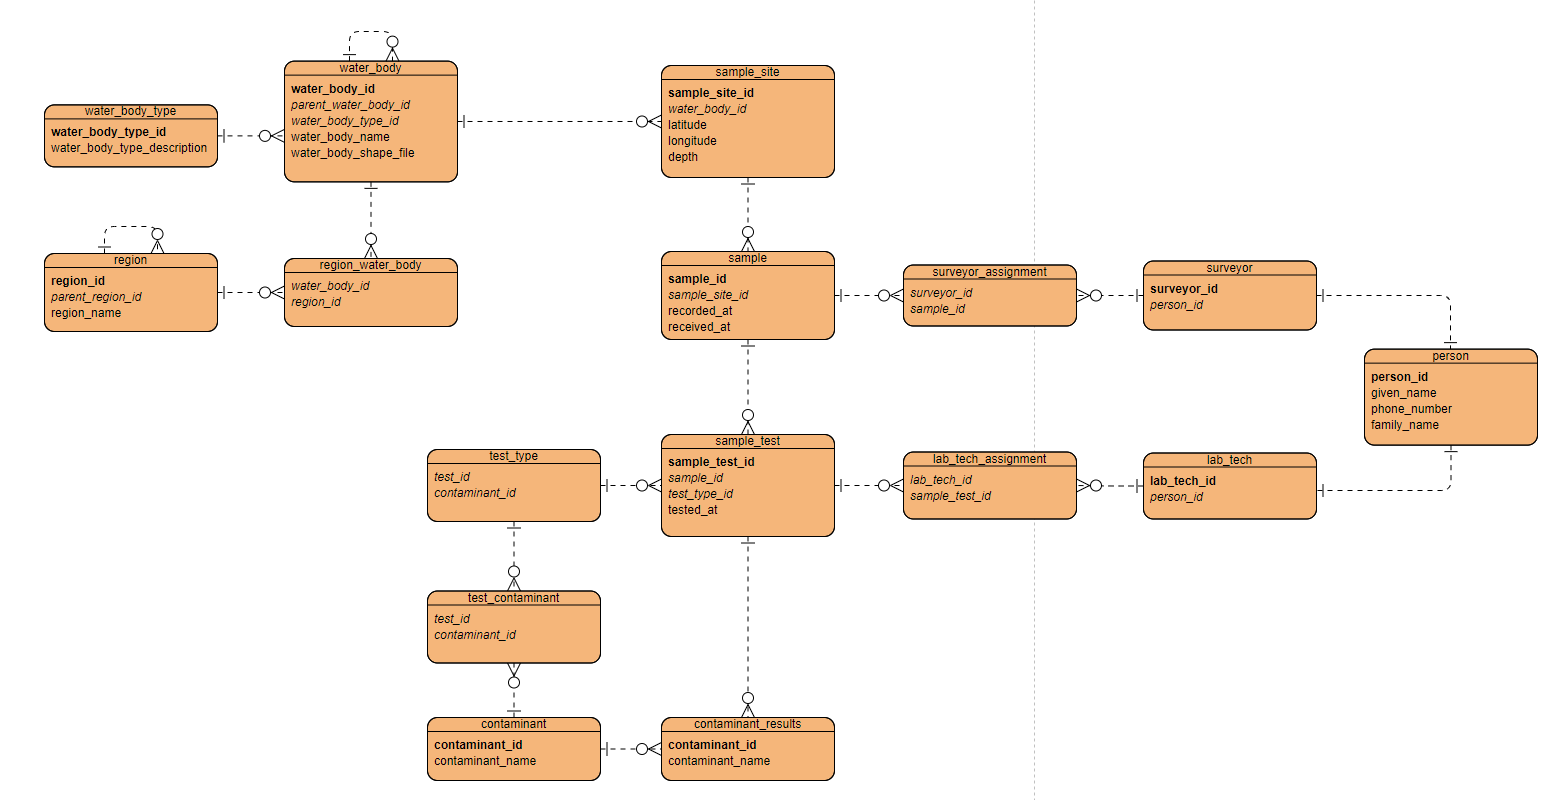 water_body
water_body_id
parent_water_body_id
water_body_type_id
water_body_name
water_body_shape_file
sample_site
sample_site_id
water_body_id
latitude
longitude
depth
water_body_type
water_body_type_id
water_body_type_description
region
region_id
parent_region_id
region_name
region_water_body
water_body_id
region_id
sample
sample_id
sample_site_id
recorded_at
received_at
surveyor_assignment
surveyor_id
sample_id
surveyor
surveyor_id
person_id
person
person_id
given_name
phone_number
family_name
test_type
test_id
contaminant_id
sample_test
sample_test_id
sample_id
test_type_id
tested_at
lab_tech_assignment
lab_tech_id
sample_test_id
lab_tech
lab_tech_id
person_id
test_contaminant
test_id
contaminant_id
contaminant
contaminant_id
contaminant_name
contaminant_results
contaminant_id
contaminant_name